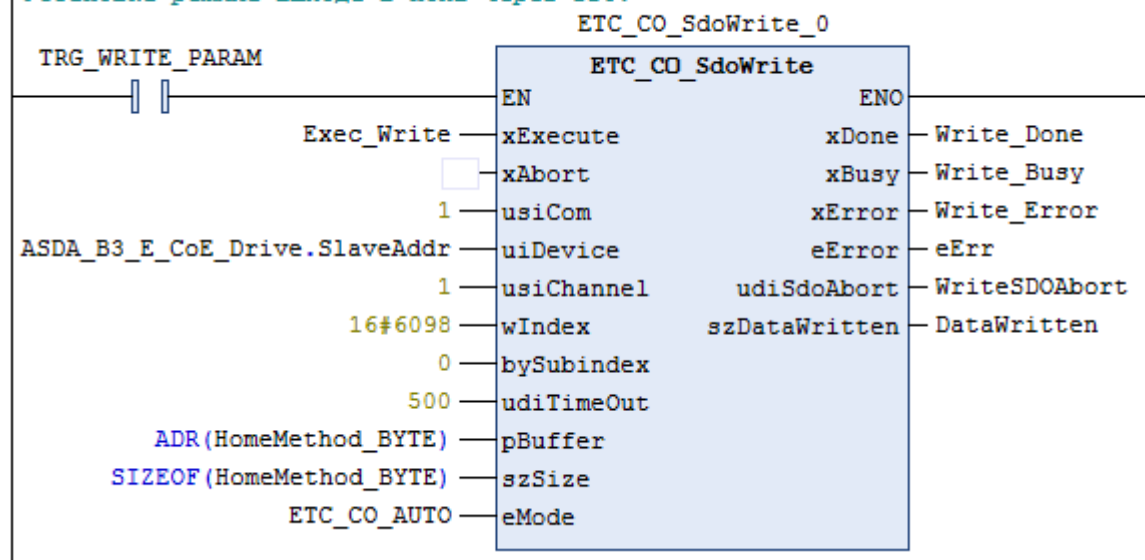 ETC_CO_SdoWrite_0
TRG_WRITE_PARAM
ETC_CO_SdoWrite
EN ENO
Exec_Write xExecute xDone Write_Done
xAbort xBusy Write_Busy
1 usiCom xError Write_Error
ASDA_B3_E_CoE_Drive.SlaveAddr uiDevice eError eErr
1 usiChannel udiSdoAbort WriteSDOAbort
16#6098 wIndex szDataWritten DataWritten
0 bySubindex
500 udiTimeOut
ADR(HomeMethod_BYTE) pBuffer
SIZEOF(HomeMethod_BYTE) szSize
ETC_CO_AUTO eMode